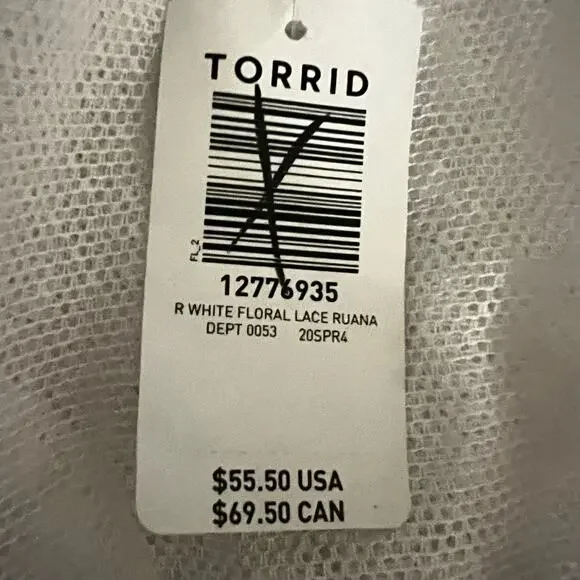 TORRID
FL_2
12776935
R WHITE FLORAL LACE RUANA
DEPT 0053 20SPR4
$55.50 USA
$69.50 CAN